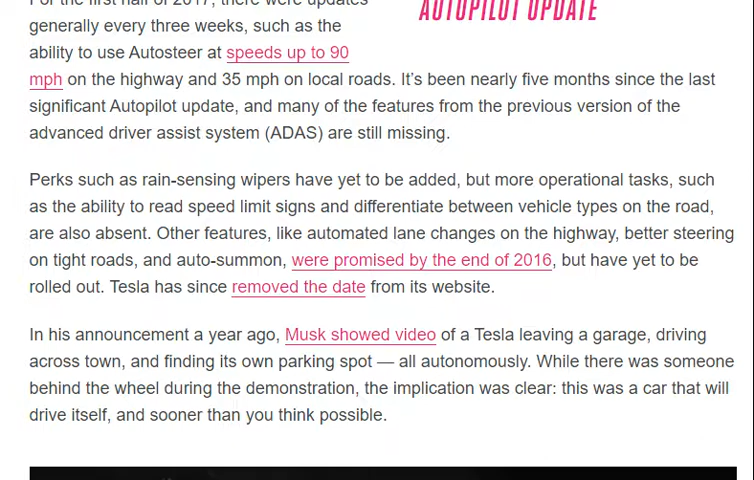 For the first half of 2017, there were updates
AUTOPILOT UPDATE
generally every three weeks, such as the
ability to use Autosteer at speeds up to 90
mph on the highway and 35 mph on local roads. It’s been nearly five months since the last
significant Autopilot update, and many of the features from the previous version of the
advanced driver assist system (ADAS) are still missing.
Perks such as rain-sensing wipers have yet to be added, but more operational tasks, such
as the ability to read speed limit signs and differentiate between vehicle types on the road,
are also absent. Other features, like automated lane changes on the highway, better steering
on tight roads, and auto-summon, were promised by the end of 2016, but have yet to be
rolled out. Tesla has since removed the date from its website.
In his announcement a year ago, Musk showed video of a Tesla leaving a garage, driving
across town, and finding its own parking spot — all autonomously. While there was someone
behind the wheel during the demonstration, the implication was clear: this was a car that will
drive itself, and sooner than you think possible.